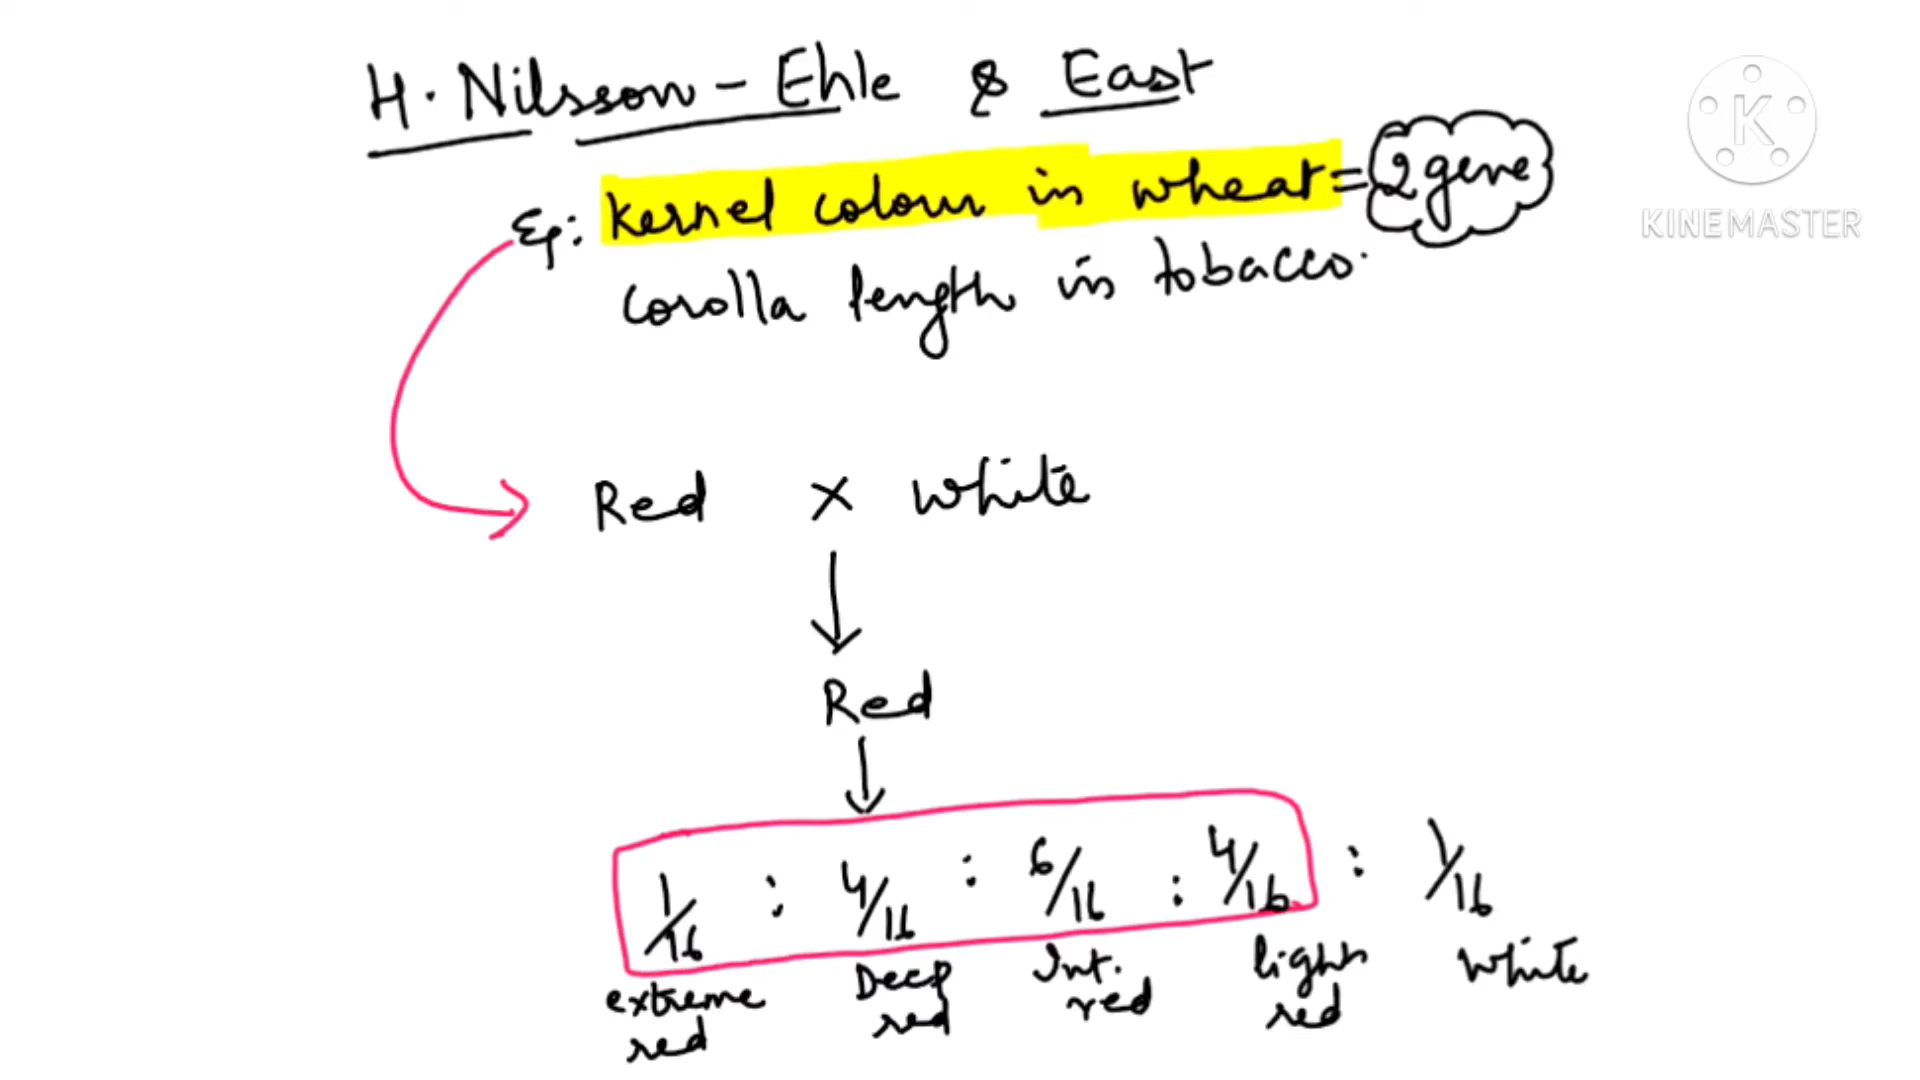 H. Nilsson - Ehle & East
Eg: Kernel colour in wheat = 2 gene
corolla length in tobacco.
Red X white
Red
1/16 : 4/16 : 6/16 : 4/16 : 1/16
extreme red Deep red Int. red light red white
K
KINEMASTER